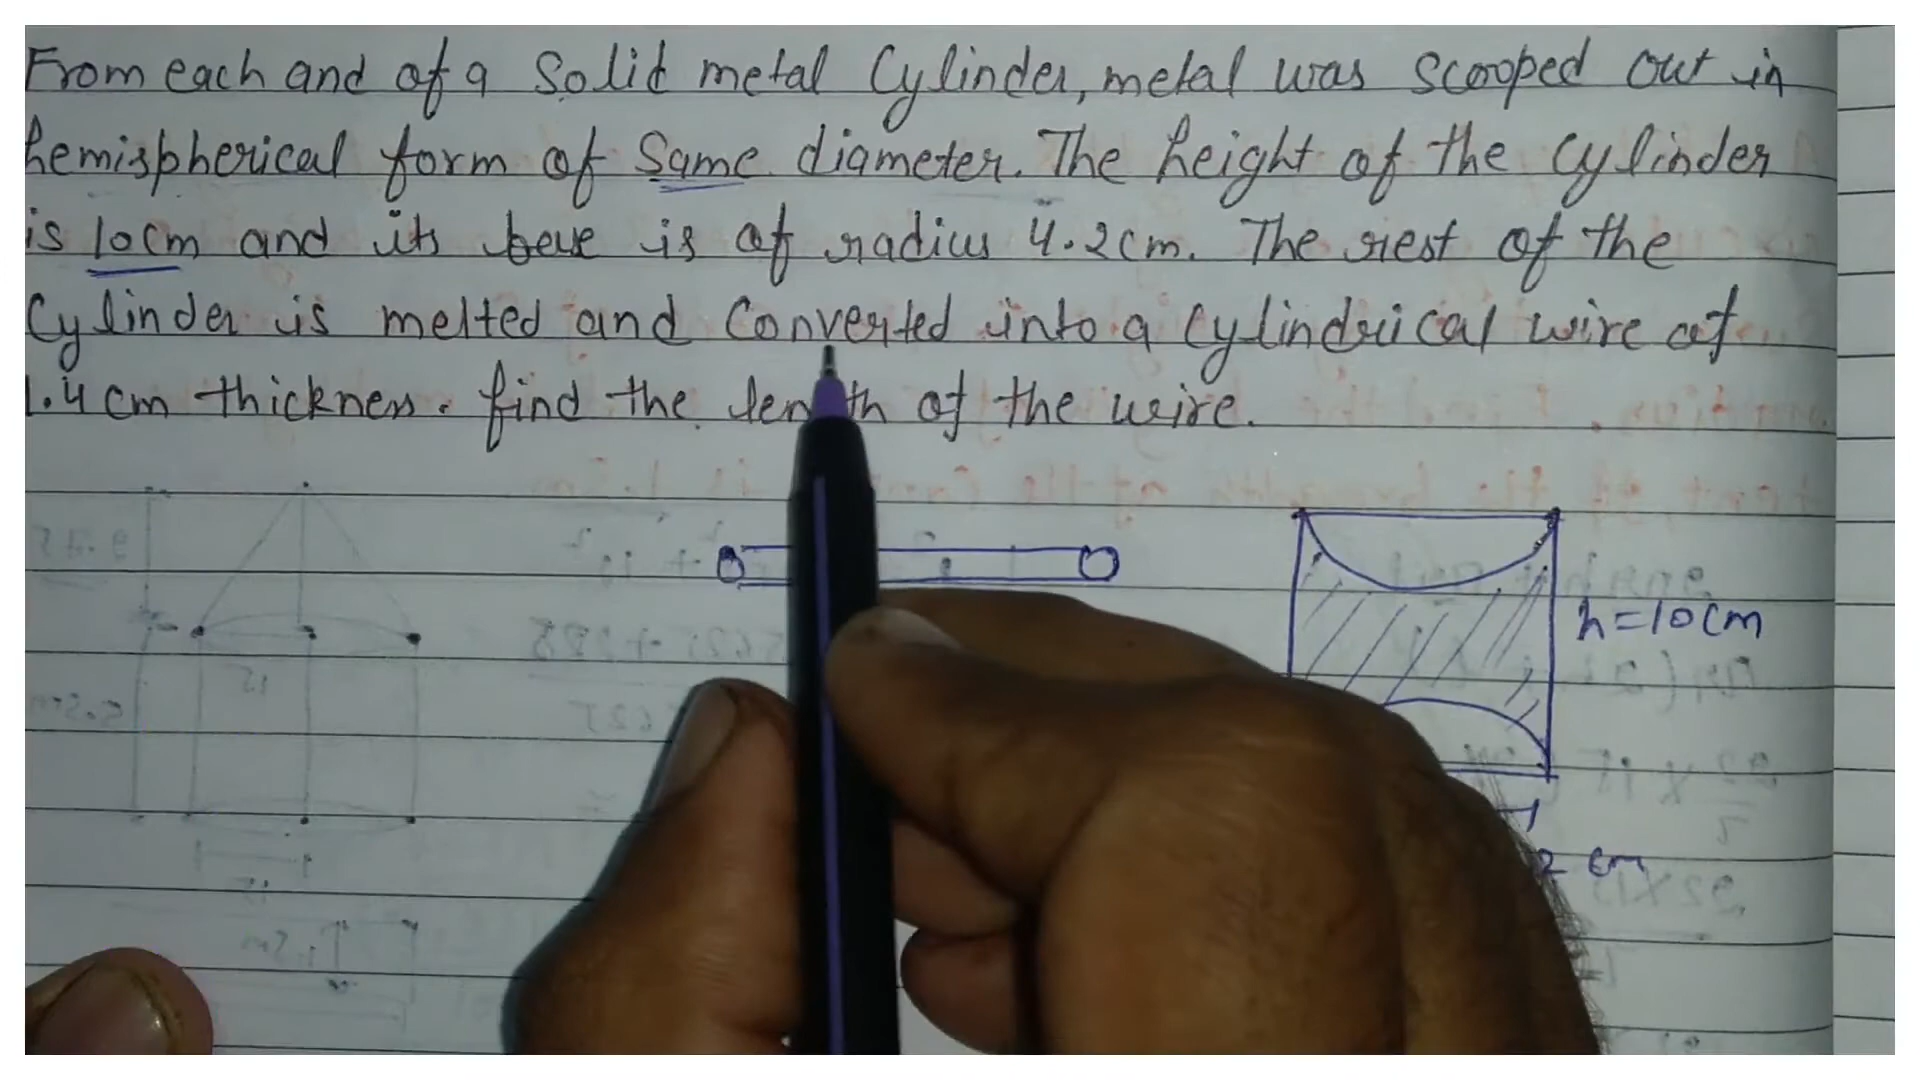 From each and of a Solid metal Cylinder, metal was scooped out in
hemispherical form of Same diameter. The height of the cylinder
is 10cm and its base is of radius 4.2cm. The rest of the
Cylinder is melted and Converted into a cylindrical wire of
1.4cm thickness. find the length of the wire.
h=10cm
2 cm